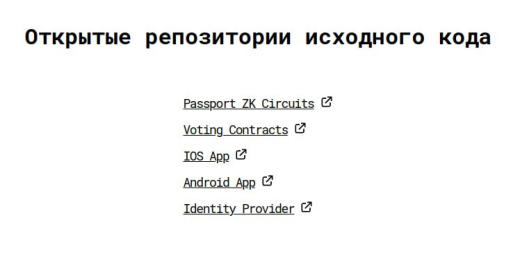 Открытые репозитории исходного кода
Passport ZK Circuits
Voting Contracts
IOS App
Android App
Identity Provider